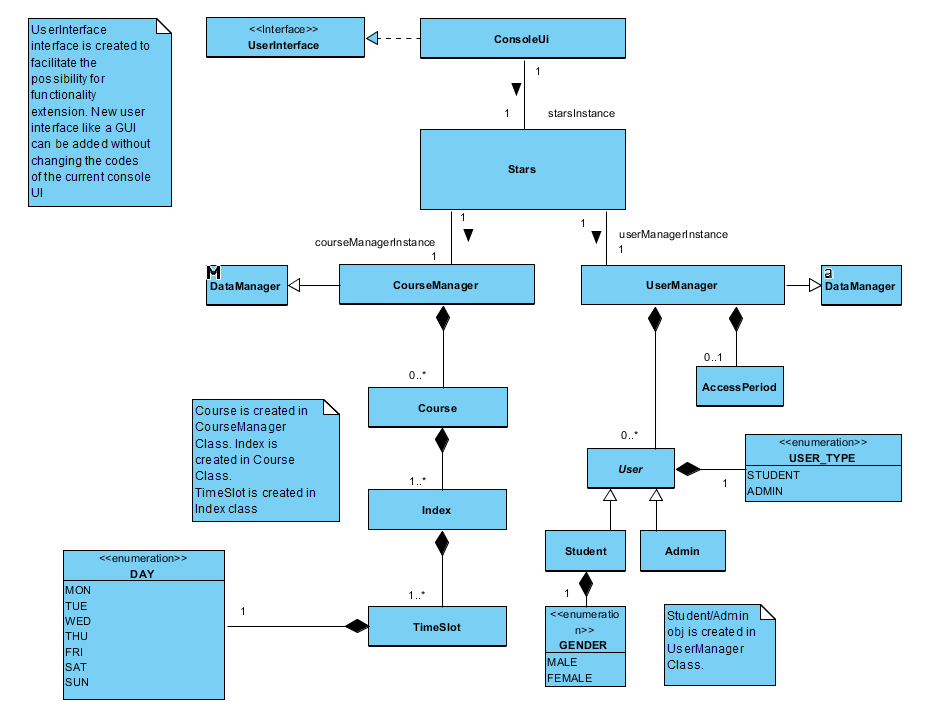 UserInterface
interface is created to
facilitate the
possibility for
functionality
extension. New user
interface like a GUI
can be added without
changing the codes
of the current console
UI
<<Interface>>
UserInterface
ConsoleUi
1
1
starsInstance
Stars
1
courseManagerInstance
1
1
userManagerInstance
1
M
DataManager
CourseManager
UserManager
a
DataManager
0..*
0..1
AccessPeriod
Course
Course is created in
CourseManager
Class. Index is
created in Course
Class.
TimeSlot is created in
Index class
0..*
User
1
<<enumeration>>
USER_TYPE
STUDENT
ADMIN
1..*
Index
Student
Admin
<<enumeration>>
DAY
MON
TUE
WED
THU
FRI
SAT
SUN
1
1..*
TimeSlot
1
<<enumeratio
n>>
GENDER
MALE
FEMALE
Student/Admin
obj is created in
UserManager
Class.